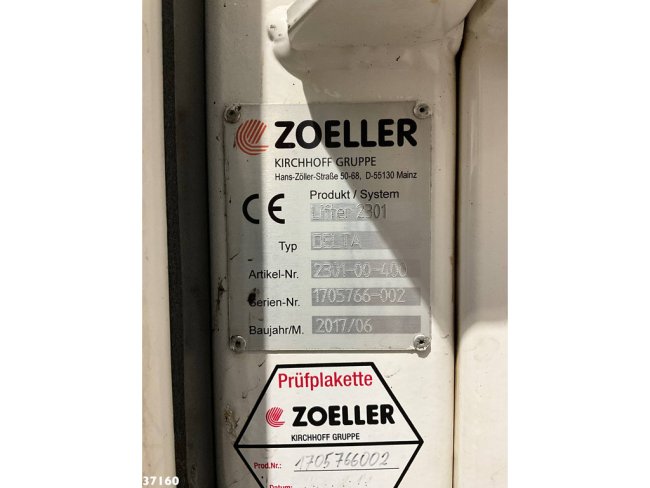 ZOELLER
KIRCHHOFF GRUPPE
Hans-Zöller-Straße 50-68, D-55130 Mainz
CE
Produkt / System
Lifter 2301
Typ DELTA
Artikel-Nr. 2301-00-400
Serien-Nr. 1705766-002
Baujahr/M. 2017/06
Prüfplakette
ZOELLER
KIRCHHOFF GRUPPE
Prod.Nr.: 1705766002
Datum:
37160